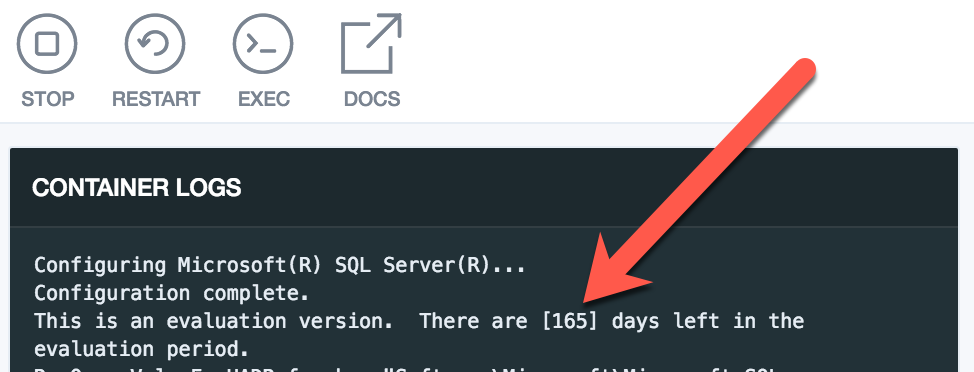 STOP RESTART EXEC DOCS
CONTAINER LOGS
Configuring Microsoft(R) SQL Server(R)...
Configuration complete.
This is an evaluation version.  There are [165] days left in the
evaluation period.